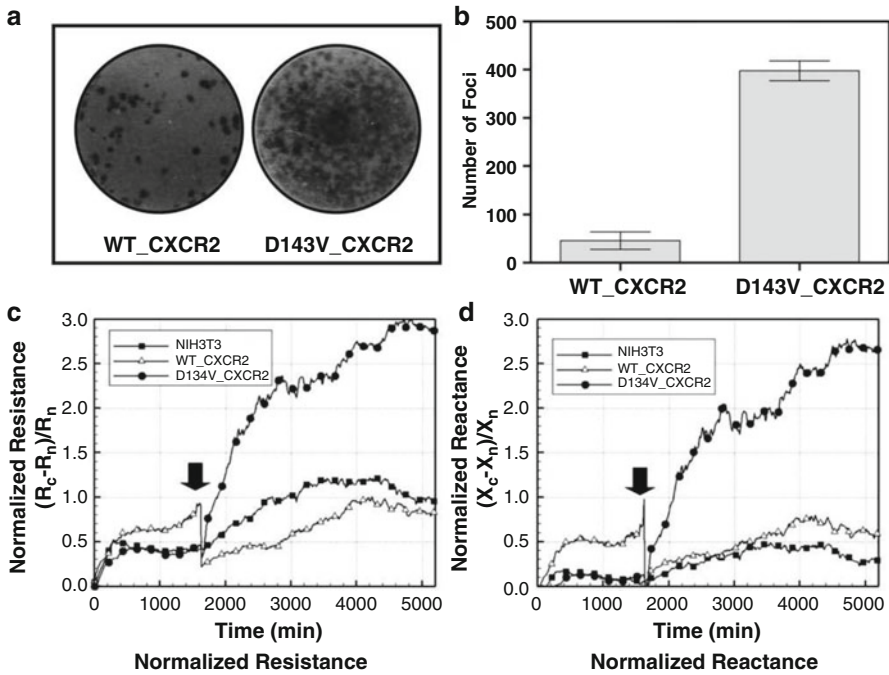 a
WT_CXCR2 D143V_CXCR2
b
Number of Foci
500
400
300
200
100
0
WT_CXCR2 D143V_CXCR2
c
Normalized Resistance
(Rc-Rn)/Rn
3.0
2.5
2.0
1.5
1.0
0.5
0.0
NIH3T3
WT_CXCR2
D134V_CXCR2
0 1000 2000 3000 4000 5000
Time (min)
Normalized Resistance
d
Normalized Reactance
(Xc-Xn)/Xn
3.0
2.5
2.0
1.5
1.0
0.5
0.0
NIH3T3
WT_CXCR2
D134V_CXCR2
0 1000 2000 3000 4000 5000
Time (min)
Normalized Reactance